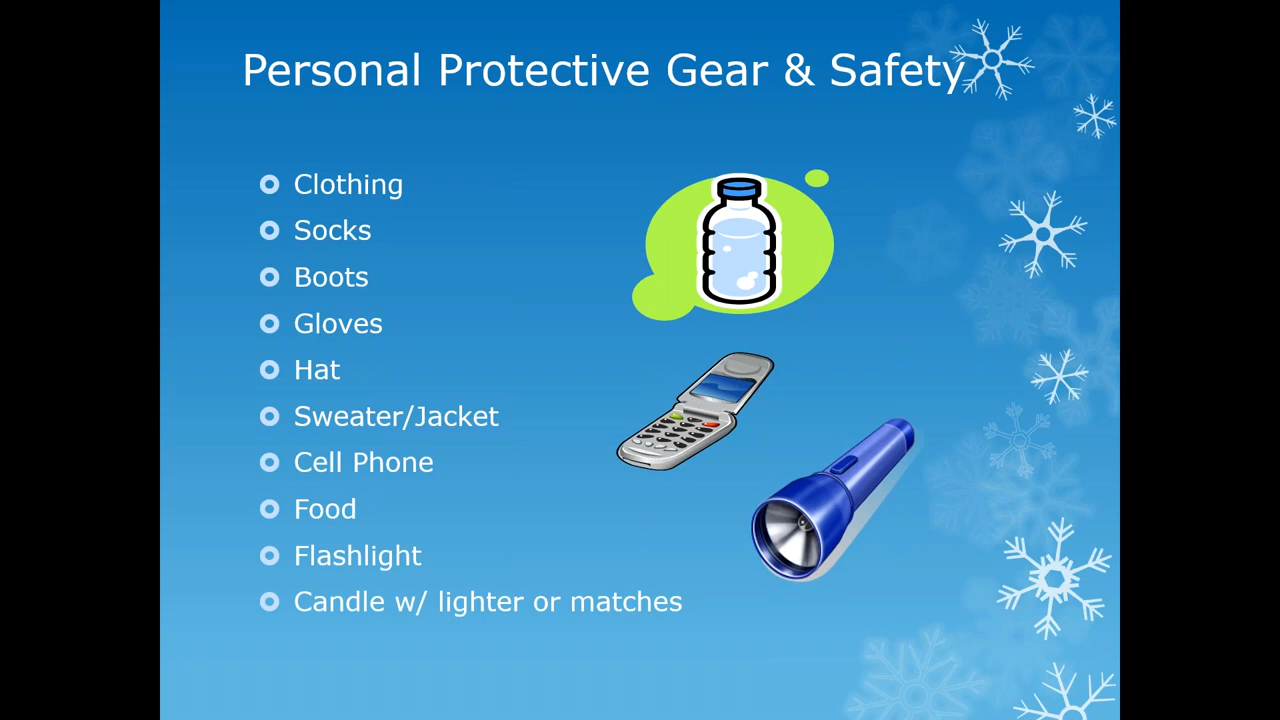 Personal Protective Gear & Safety
Clothing
Socks
Boots
Gloves
Hat
Sweater/Jacket
Cell Phone
Food
Flashlight
Candle w/ lighter or matches